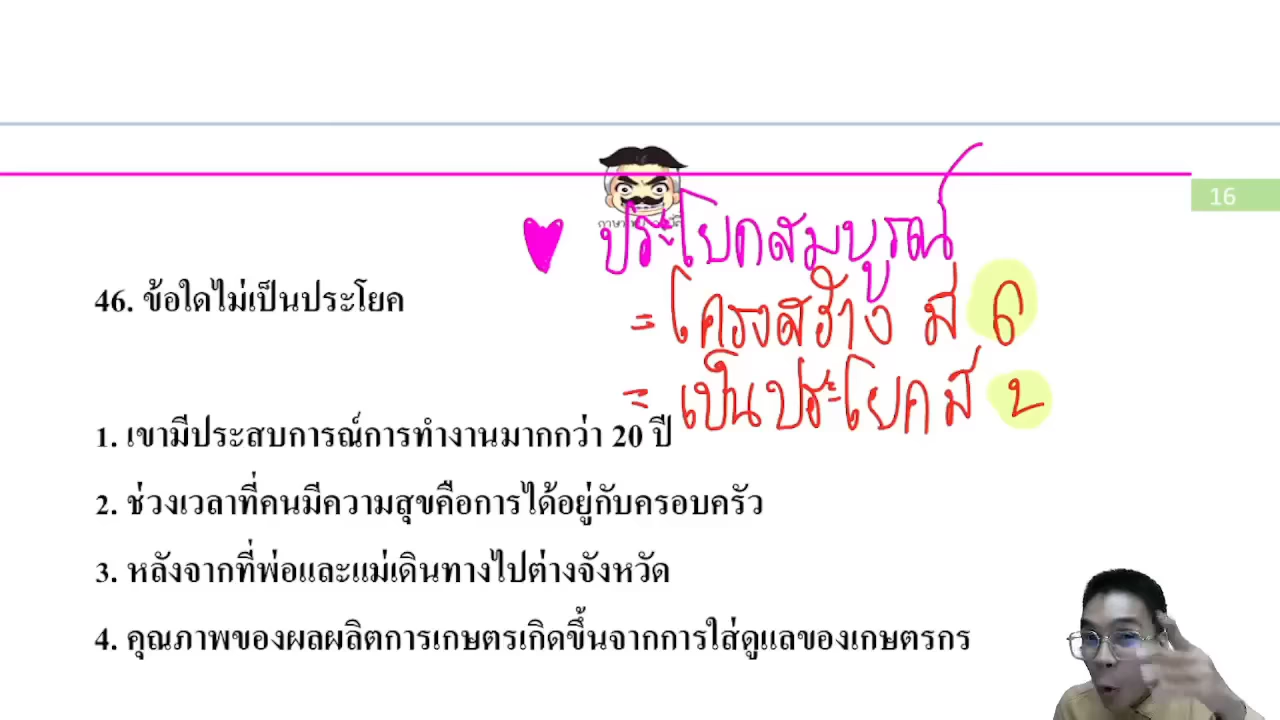 16
ประโยคสมบูรณ์
= โครงสร้าง มี 6
46. ข้อใดไม่เป็นประโยค
= เป็นประโยคมี 2
1. เขามีประสบการณ์การทำงานมากกว่า 20 ปี
2. ช่วงเวลาที่คนมีความสุขคือการได้อยู่กับครอบครัว
3. หลังจากที่พ่อและแม่เดินทางไปต่างจังหวัด
4. คุณภาพของผลผลิตการเกษตรเกิดขึ้นจากการใส่ดูแลของเกษตรกร